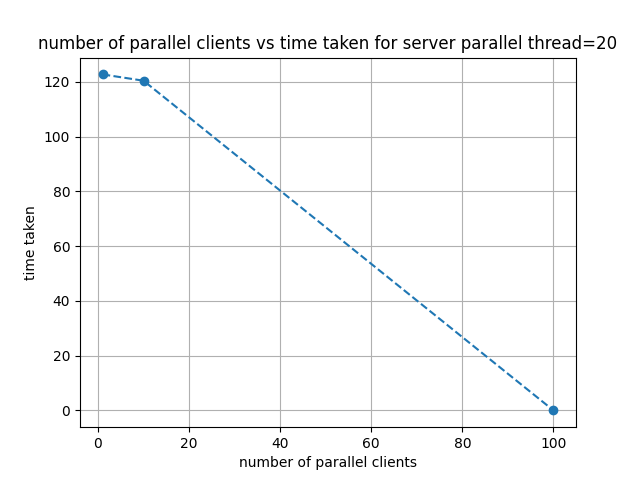 number of parallel clients vs time taken for server parallel thread=20
120
100
80
60
40
20
0
time taken
0 20 40 60 80 100
number of parallel clients